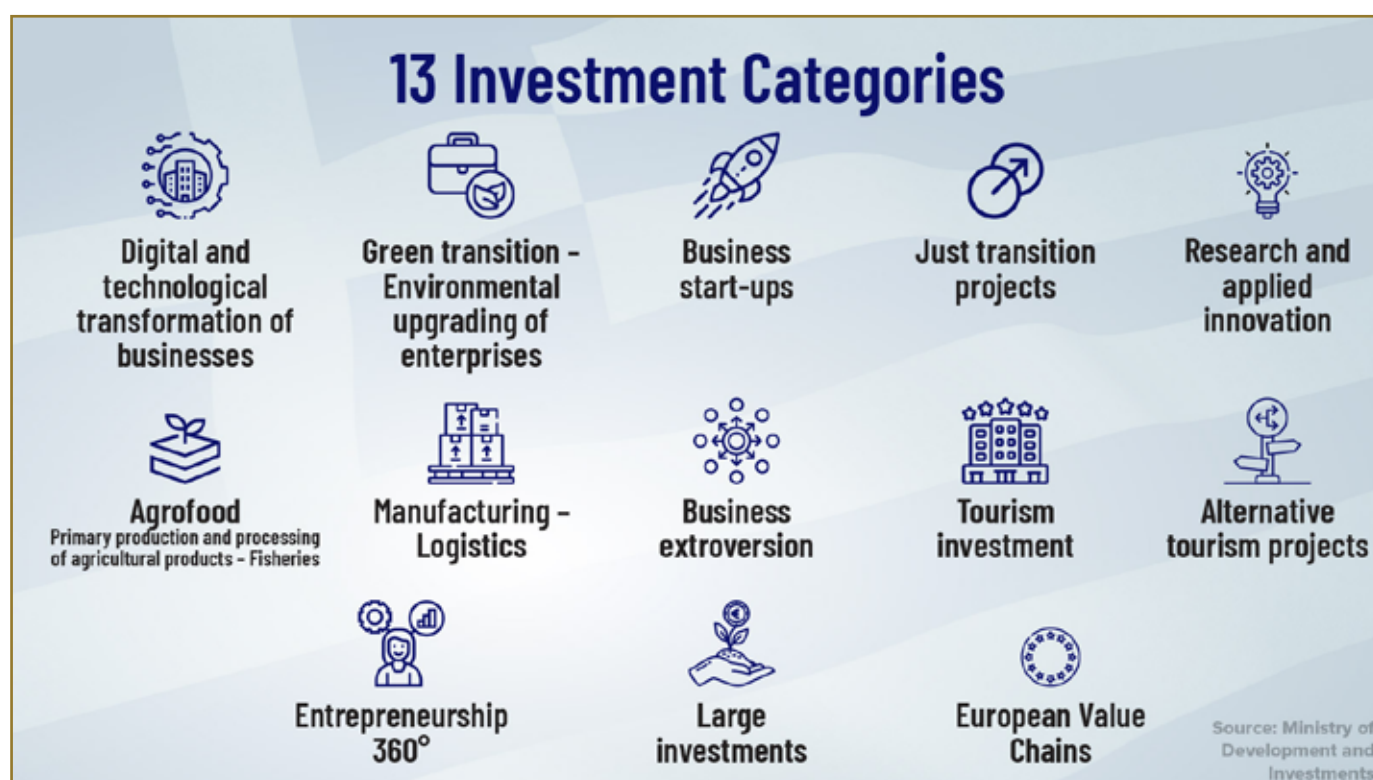 13 Investment Categories
Digital and
technological
transformation of
businesses
Green transition –
Environmental
upgrading of
enterprises
Business
start-ups
Just transition
projects
Research and
applied
innovation
Agrofood
Primary production and processing
of agricultural products – Fisheries
Manufacturing –
Logistics
Business
extroversion
Tourism
investment
Alternative
tourism projects
Entrepreneurship
360°
Large
investments
European Value
Chains
Source: Ministry of
Development and
Investments